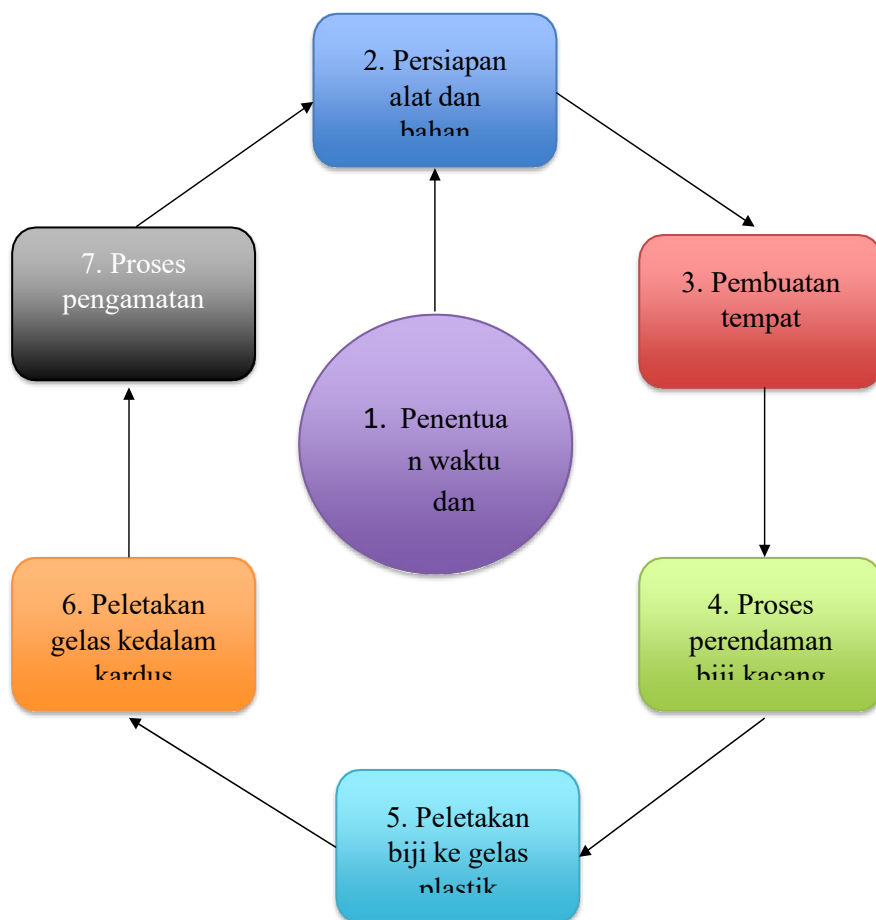 2. Persiapan
alat dan
bahan
7. Proses
pengamatan
3. Pembuatan
tempat
1. Penentua
n waktu
dan
6. Peletakan
gelas kedalam
kardus
4. Proses
perendaman
biji kacang
5. Peletakan
biji ke gelas
plastik